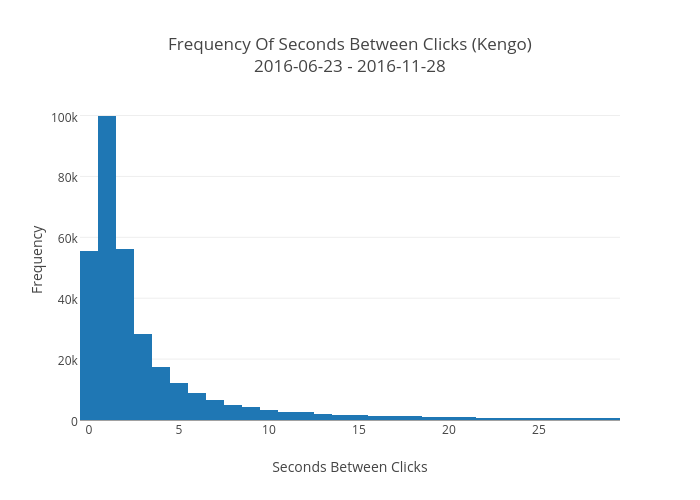 Frequency Of Seconds Between Clicks (Kengo)
2016-06-23 - 2016-11-28
100k
80k
60k
40k
20k
0
Frequency
0 5 10 15 20 25
Seconds Between Clicks